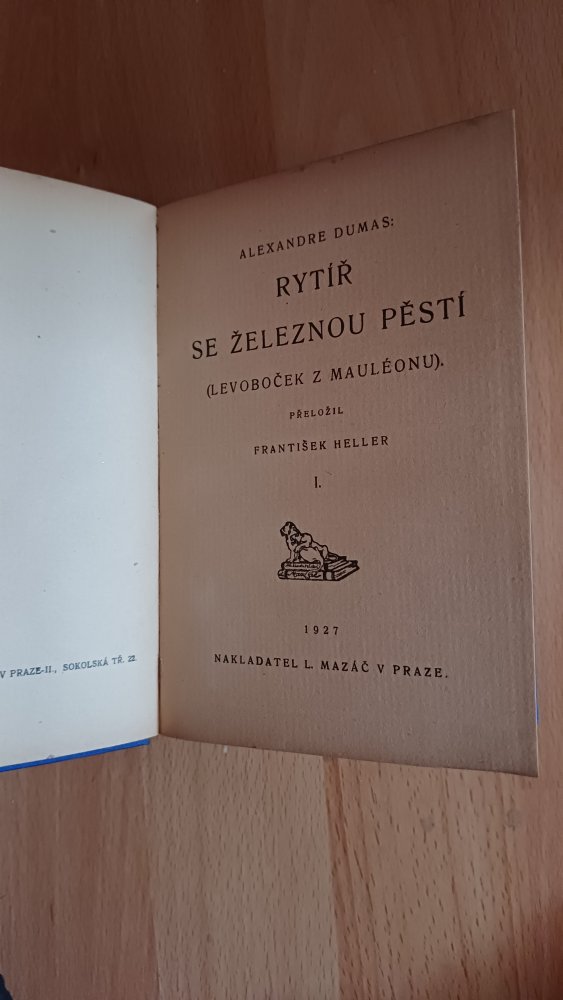 V PRAZE-II., SOKOLSKÁ TŘ. 22.
ALEXANDRE DUMAS:
RYTÍŘ
SE ŽELEZNOU PĚSTÍ
(LEVOBOČEK Z MAULÉONU).
PŘELOŽIL
FRANTIŠEK HELLER
I.
1927
NAKLADATEL L. MAZÁČ V PRAZE.